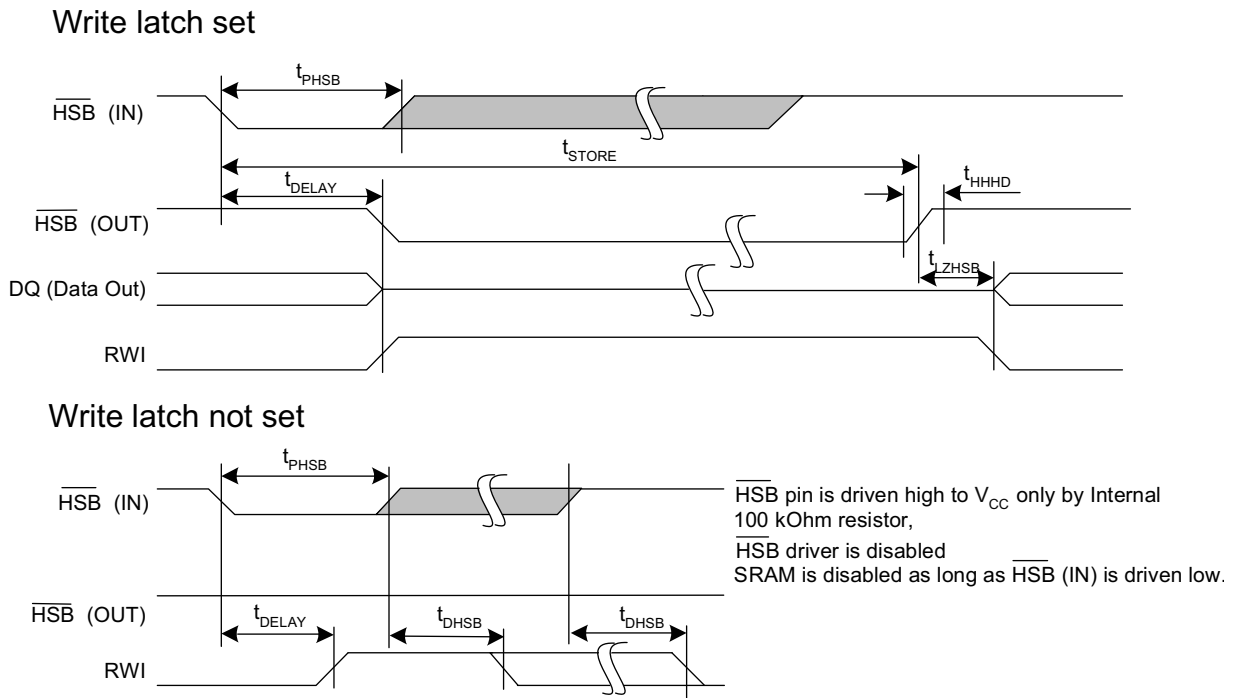 Write latch set
tPHSB
HSB (IN)
tSTORE
tDELAY
tHHHD
HSB (OUT)
tLZHSB
DQ (Data Out)
RWI
Write latch not set
tPHSB
HSB (IN)
HSB pin is driven high to VCC only by Internal
100 kOhm resistor,
HSB driver is disabled
SRAM is disabled as long as HSB (IN) is driven low.
HSB (OUT)
tDELAY
tDHSB
tDHSB
RWI